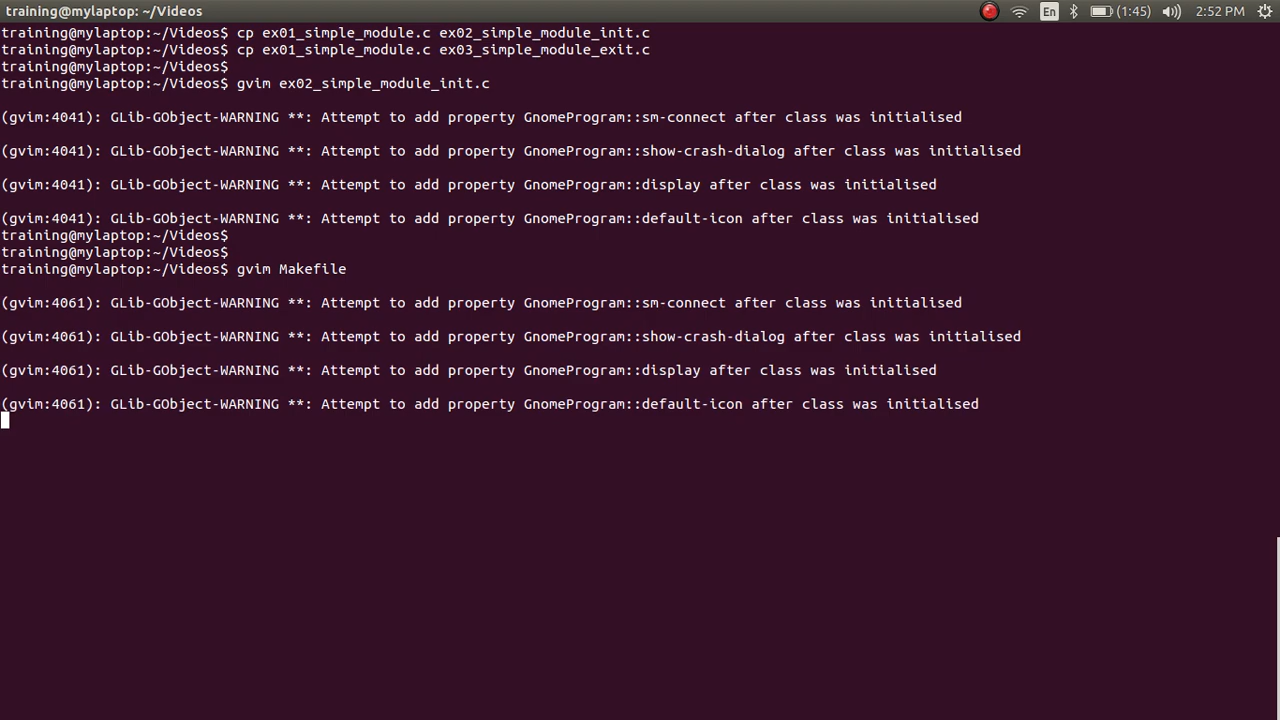 training@mylaptop: ~/Videos
En
(1:45)
2:52 PM
training@mylaptop:~/Videos$ cp ex01_simple_module.c ex02_simple_module_init.c
training@mylaptop:~/Videos$ cp ex01_simple_module.c ex03_simple_module_exit.c
training@mylaptop:~/Videos$
training@mylaptop:~/Videos$ gvim ex02_simple_module_init.c
(gvim:4041): GLib-GObject-WARNING **: Attempt to add property GnomeProgram::sm-connect after class was initialised
(gvim:4041): GLib-GObject-WARNING **: Attempt to add property GnomeProgram::show-crash-dialog after class was initialised
(gvim:4041): GLib-GObject-WARNING **: Attempt to add property GnomeProgram::display after class was initialised
(gvim:4041): GLib-GObject-WARNING **: Attempt to add property GnomeProgram::default-icon after class was initialised
training@mylaptop:~/Videos$
training@mylaptop:~/Videos$
training@mylaptop:~/Videos$ gvim Makefile
(gvim:4061): GLib-GObject-WARNING **: Attempt to add property GnomeProgram::sm-connect after class was initialised
(gvim:4061): GLib-GObject-WARNING **: Attempt to add property GnomeProgram::show-crash-dialog after class was initialised
(gvim:4061): GLib-GObject-WARNING **: Attempt to add property GnomeProgram::display after class was initialised
(gvim:4061): GLib-GObject-WARNING **: Attempt to add property GnomeProgram::default-icon after class was initialised